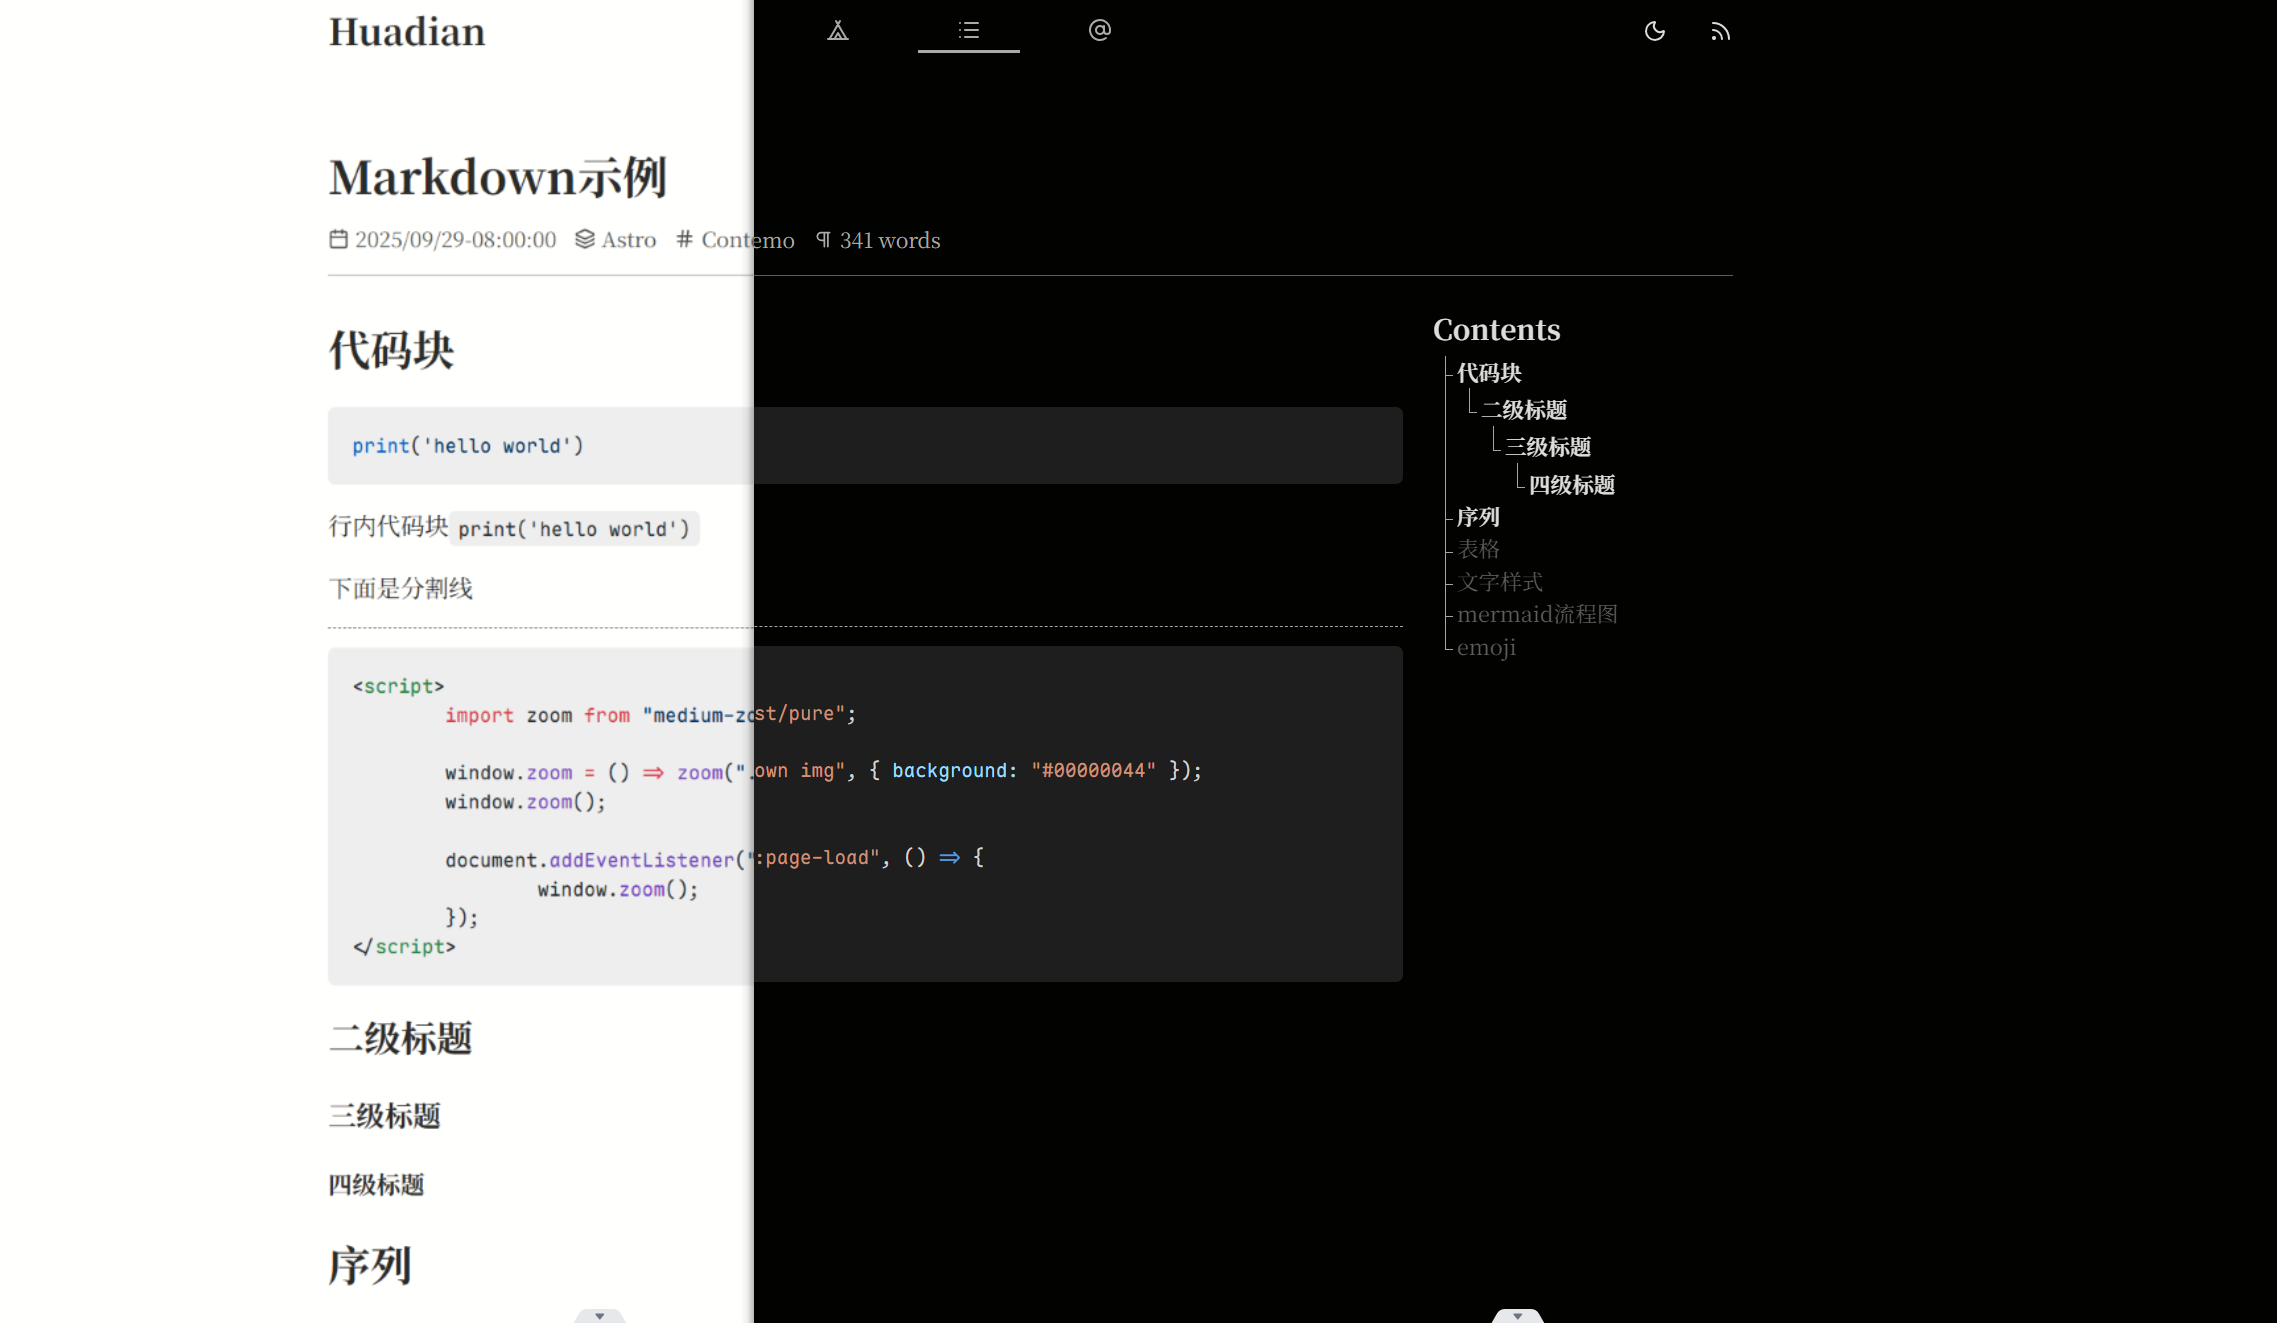 Huadian
Markdown示例
2025/09/29-08:00:00 Astro # Contemo ¶ 341 words
代码块
print('hello world')
行内代码块 print('hello world')
下面是分割线
<script>
import zoom from "medium-zost/pure";
window.zoom = () => zoom(".own img", { background: "#00000044" });
window.zoom();
document.addEventListener(":page-load", () => {
window.zoom();
});
</script>
二级标题
三级标题
四级标题
序列
Contents
代码块
二级标题
三级标题
四级标题
序列
表格
文字样式
mermaid流程图
emoji